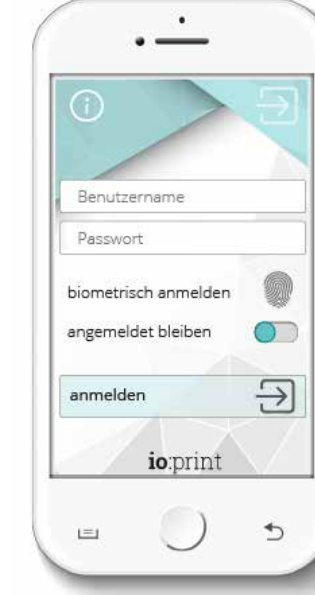 Benutzername
Passwort
biometrisch anmelden
angemeldet bleiben
anmelden
io:print